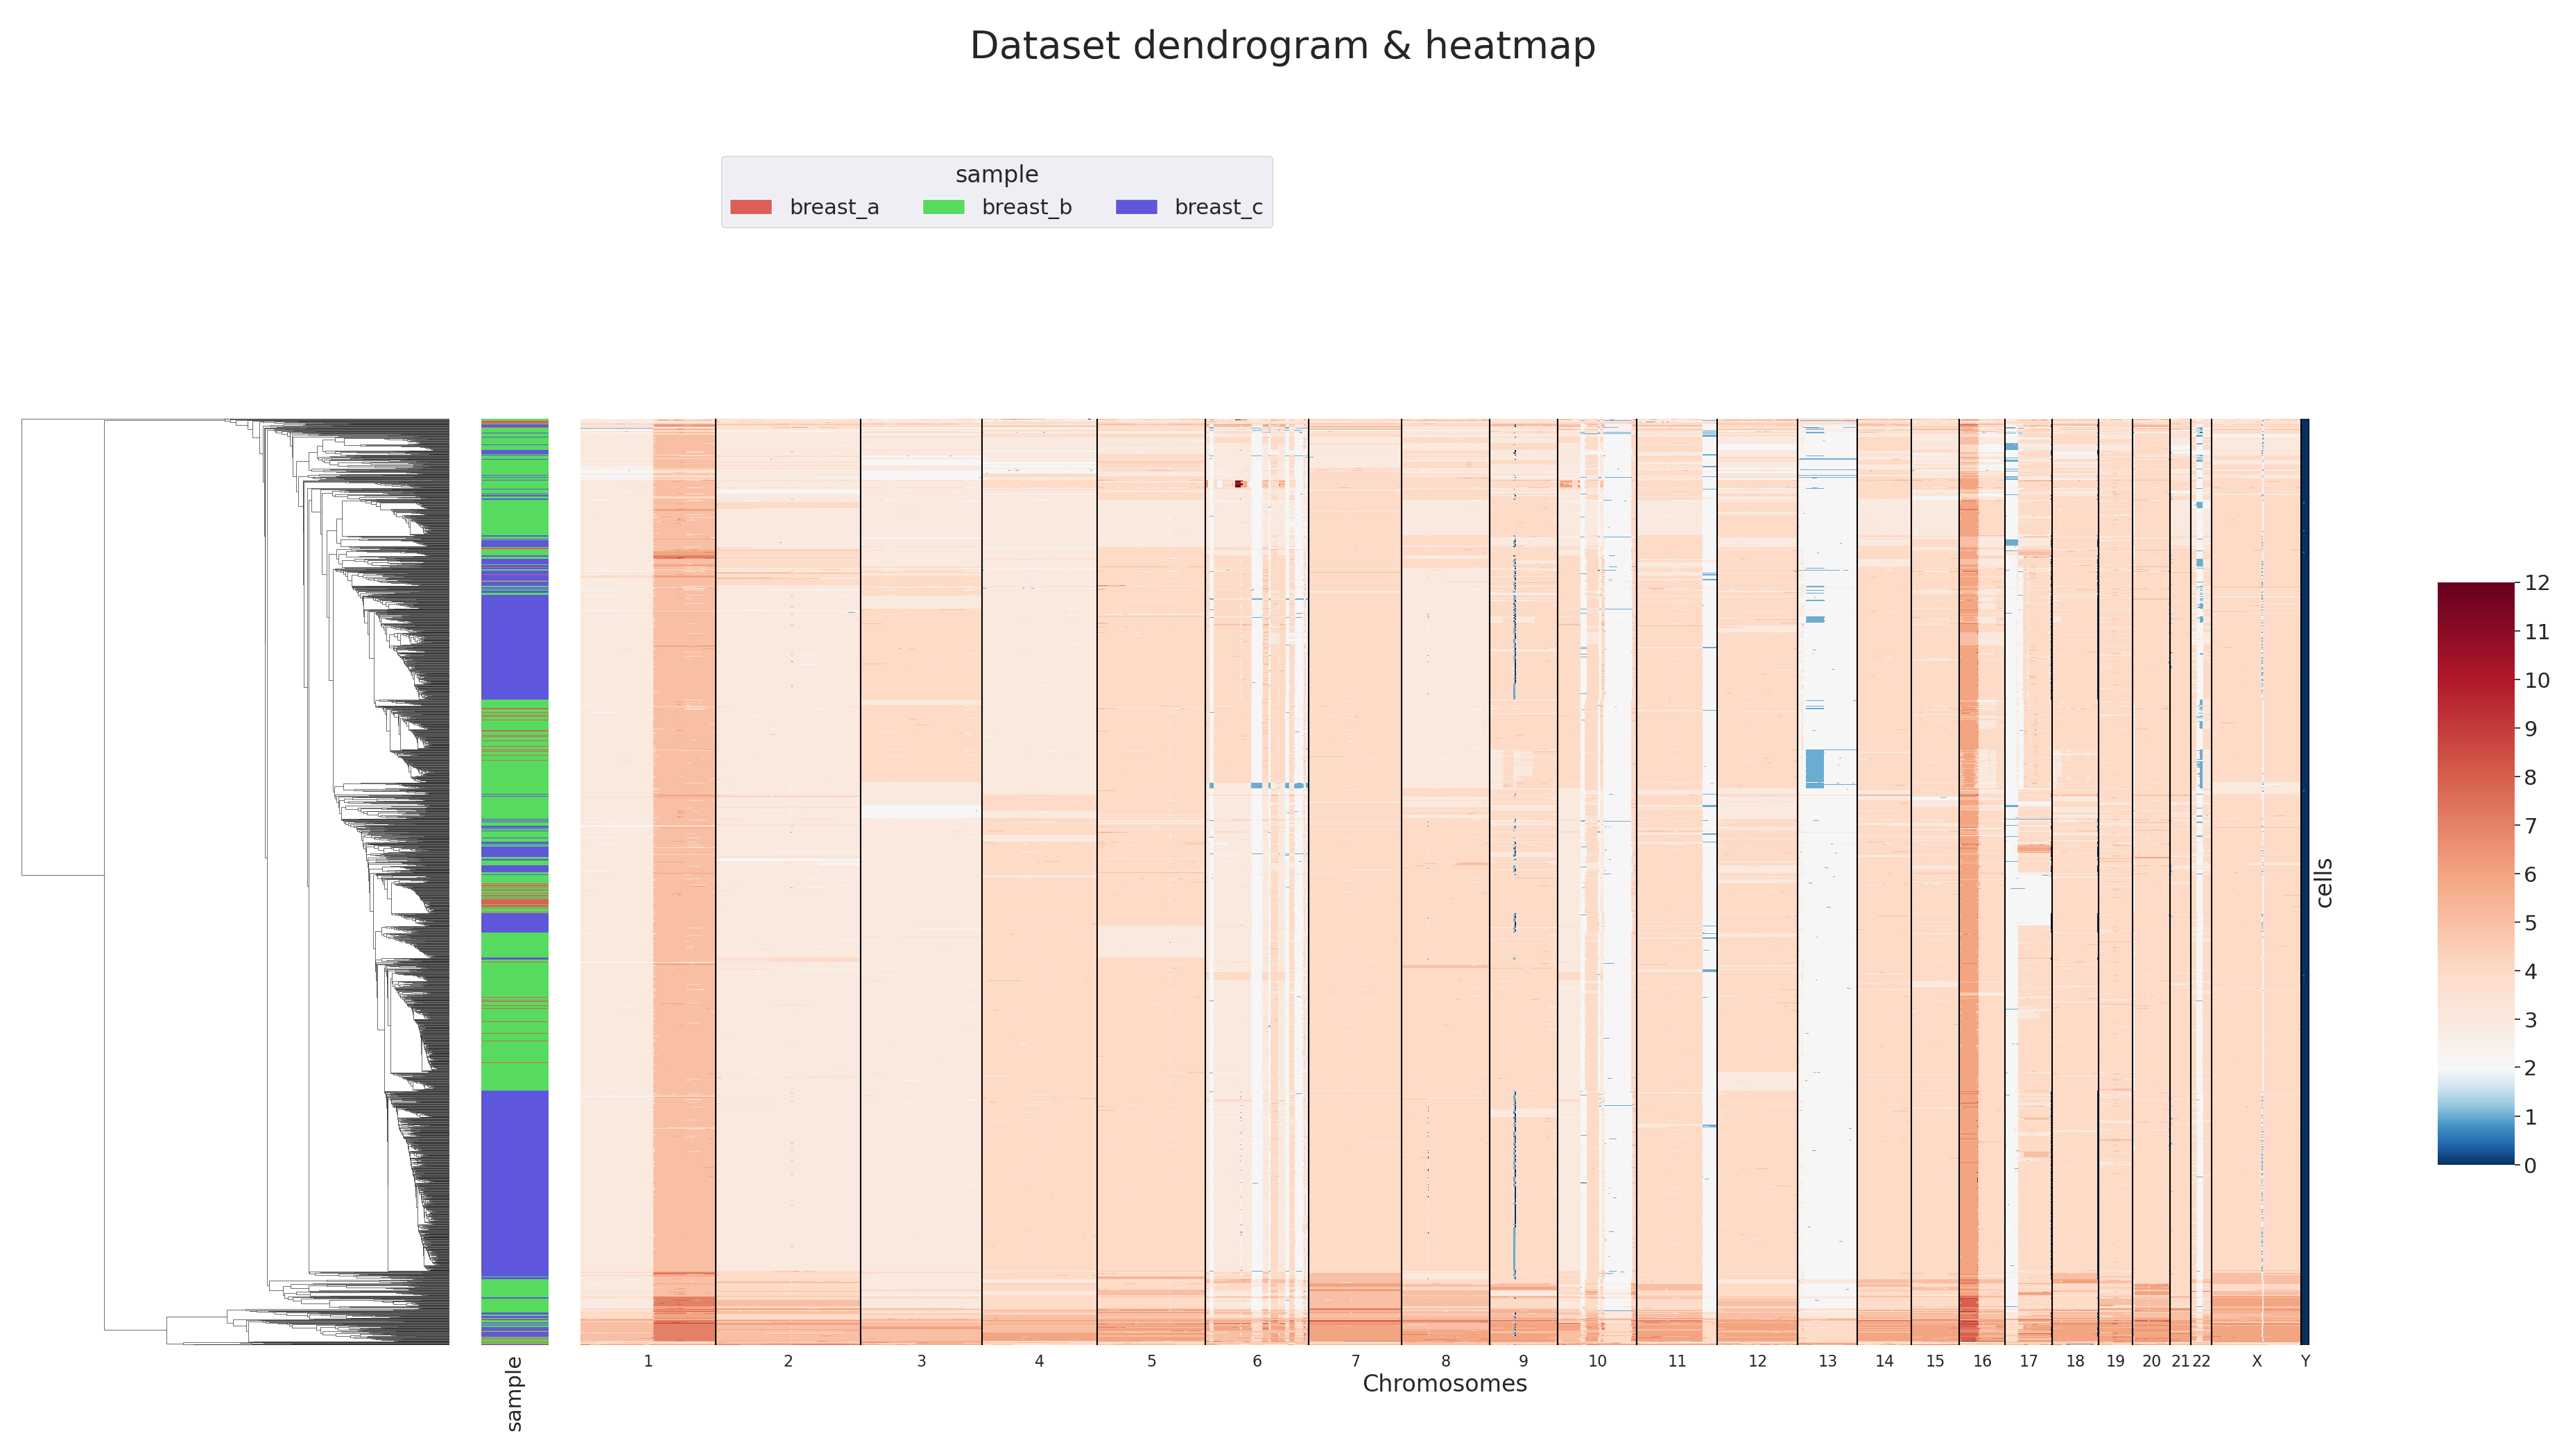 Dataset dendrogram & heatmap
sample
breast_a breast_b breast_c
12
11
10
9
8
7
6
5
4
3
2
1
0
cells
1 2 3 4 5 6 7 8 9 10 11 12 13 14 15 16 17 18 19 20 21 22 X Y
Chromosomes
sample